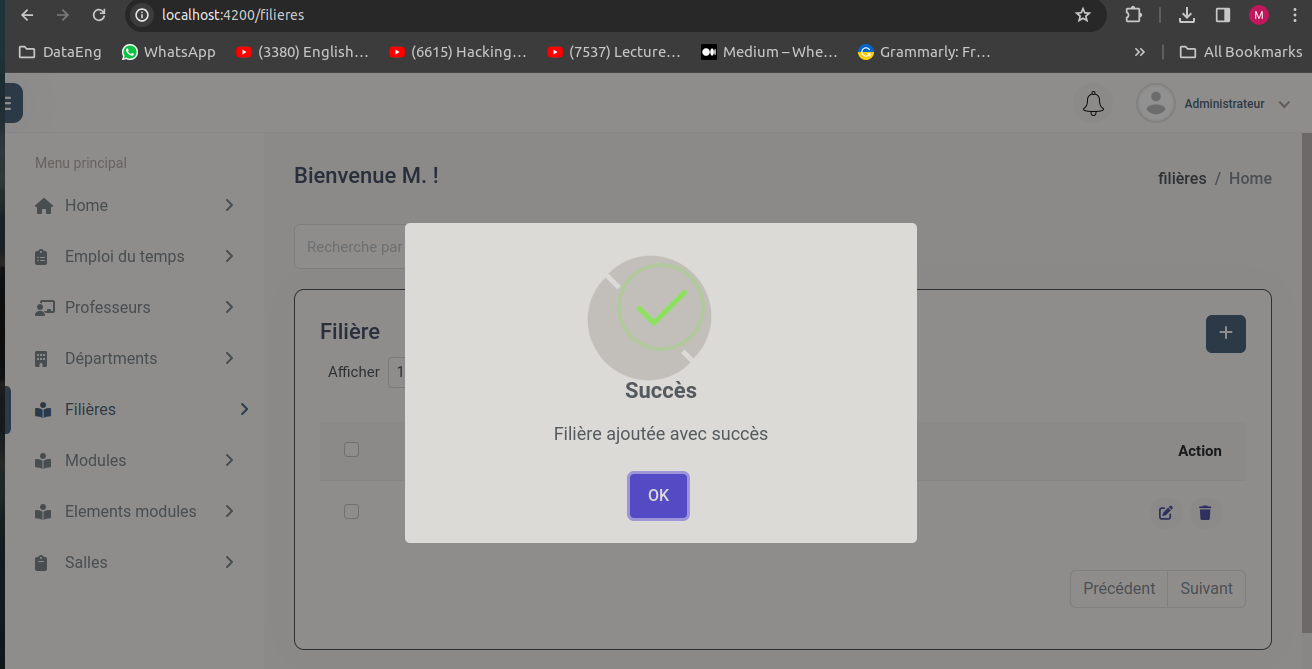 localhost:4200/filieres
DataEng
WhatsApp
(3380) English...
(6615) Hacking...
(7537) Lecture...
Medium – Whe...
Grammarly: Fr...
»
All Bookmarks
M
Administrateur
Menu principal
Home
Emploi du temps
Professeurs
Départments
Filières
Modules
Elements modules
Salles
Bienvenue M. !
filières / Home
Recherche par
Filière
+
Afficher 1
Action
Succès
Filière ajoutée avec succès
OK
Précédent Suivant